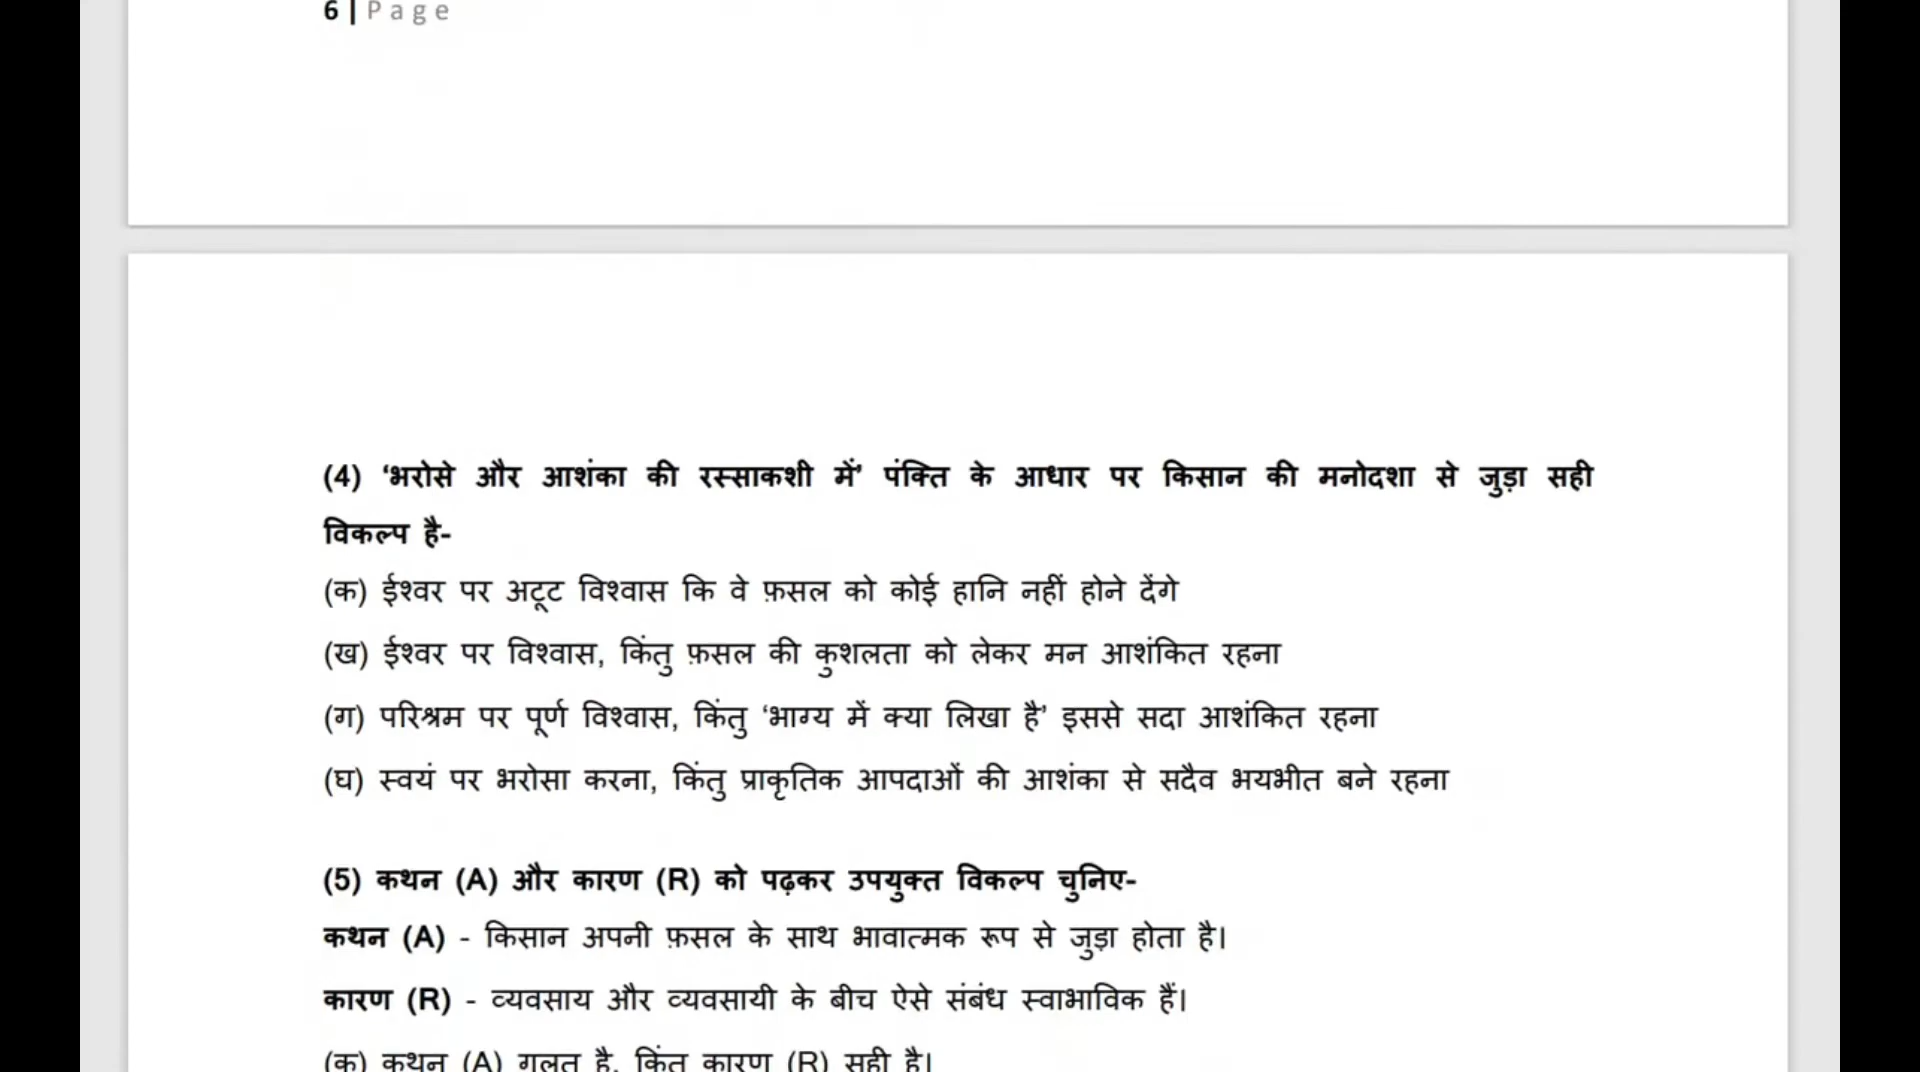 6 | Page
(4) ‘भरोसे और आशंका की रस्साकशी में’ पंक्ति के आधार पर किसान की मनोदशा से जुड़ा सही
विकल्प है-
(क) ईश्वर पर अटूट विश्वास कि वे फ़सल को कोई हानि नहीं होने देंगे
(ख) ईश्वर पर विश्वास, किंतु फ़सल की कुशलता को लेकर मन आशंकित रहना
(ग) परिश्रम पर पूर्ण विश्वास, किंतु ‘भाग्य में क्या लिखा है’ इससे सदा आशंकित रहना
(घ) स्वयं पर भरोसा करना, किंतु प्राकृतिक आपदाओं की आशंका से सदैव भयभीत बने रहना
(5) कथन (A) और कारण (R) को पढ़कर उपयुक्त विकल्प चुनिए-
कथन (A) - किसान अपनी फ़सल के साथ भावात्मक रूप से जुड़ा होता है।
कारण (R) - व्यवसाय और व्यवसायी के बीच ऐसे संबंध स्वाभाविक हैं।
(क) कथन (A) गलत है, किंतु कारण (R) सही है।